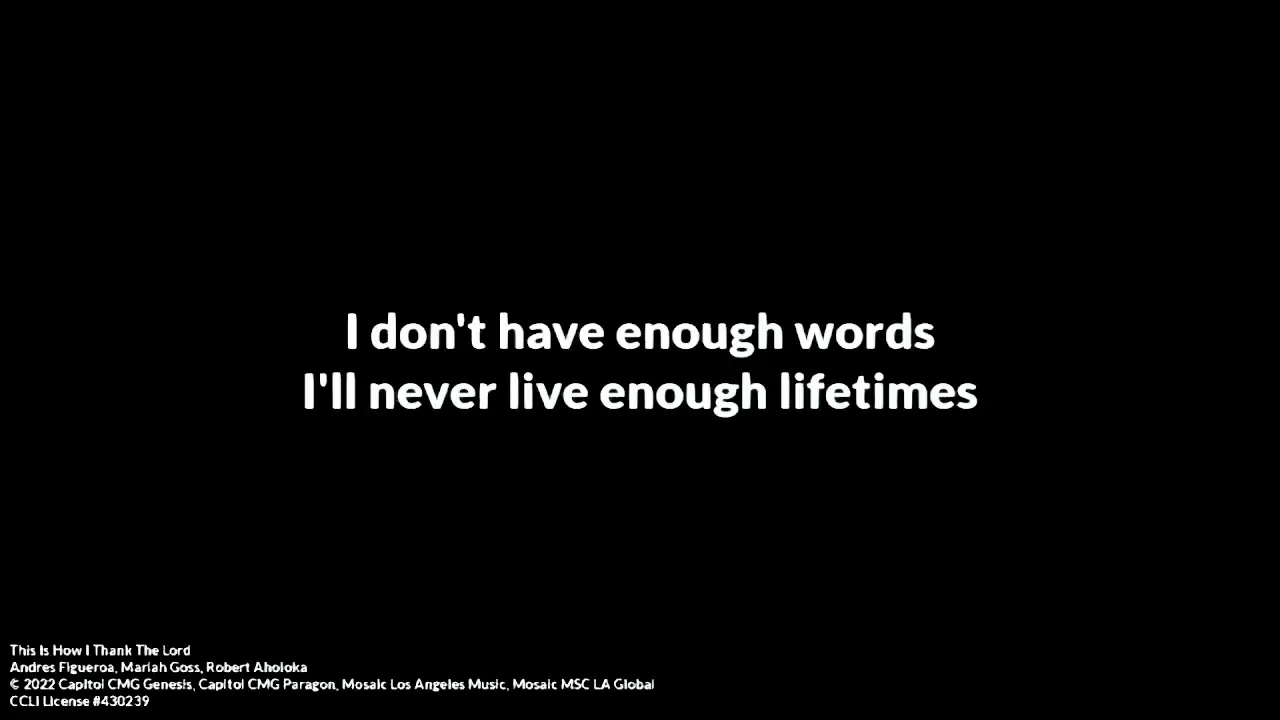 I don't have enough words
I'll never live enough lifetimes
This Is How I Thank The Lord
Andres Figueroa, Mariah Goss, Robert Aholoka
© 2022 Capitol CMG Genesis, Capitol CMG Paragon, Mosaic Los Angeles Music, Mosaic MSC LA Global
CCLI License #430239